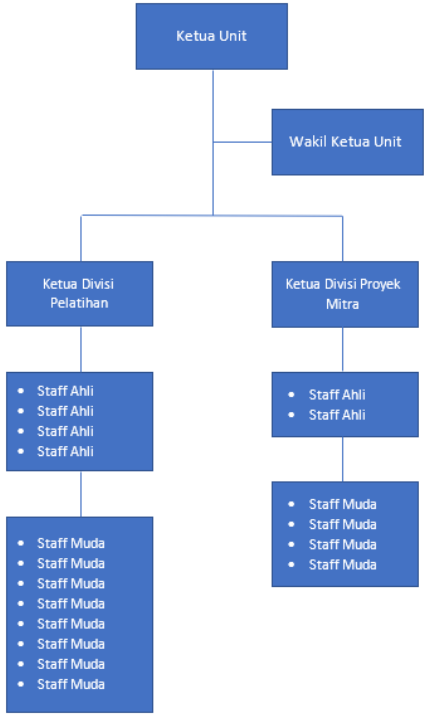 Ketua Unit
Wakil Ketua Unit
Ketua Divisi
Pelatihan
Ketua Divisi Proyek
Mitra
• Staff Ahli
• Staff Ahli
• Staff Ahli
• Staff Ahli
• Staff Ahli
• Staff Ahli
• Staff Muda
• Staff Muda
• Staff Muda
• Staff Muda
• Staff Muda
• Staff Muda
• Staff Muda
• Staff Muda
• Staff Muda
• Staff Muda
• Staff Muda
• Staff Muda